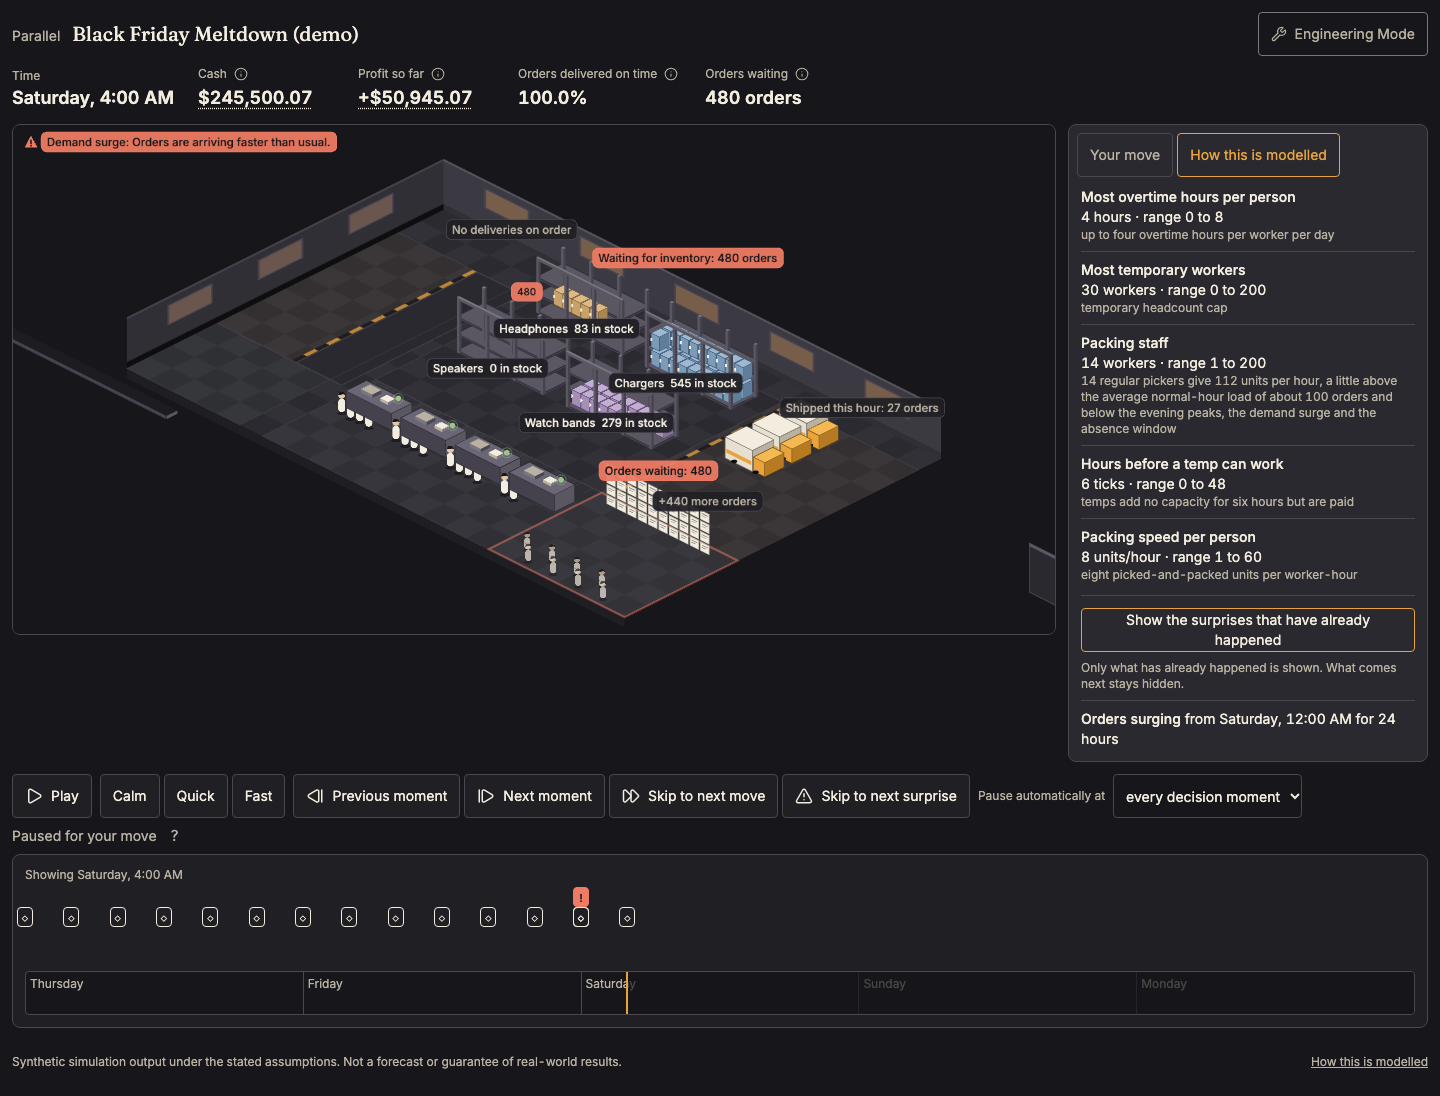 Parallel Black Friday Meltdown (demo)
Engineering Mode
Time
Saturday, 4:00 AM
Cash
$245,500.07
Profit so far
+$50,945.07
Orders delivered on time
100.0%
Orders waiting
480 orders
Demand surge: Orders are arriving faster than usual.
No deliveries on order
Waiting for inventory: 480 orders
480
Headphones 83 in stock
Speakers 0 in stock
Chargers 545 in stock
Watch bands 279 in stock
Shipped this hour: 27 orders
Orders waiting: 480
+440 more orders
Your move
How this is modelled
Most overtime hours per person
4 hours · range 0 to 8
up to four overtime hours per worker per day
Most temporary workers
30 workers · range 0 to 200
temporary headcount cap
Packing staff
14 workers · range 1 to 200
14 regular pickers give 112 units per hour, a little above
the average normal-hour load of about 100 orders and
below the evening peaks, the demand surge and the
absence window
Hours before a temp can work
6 ticks · range 0 to 48
temps add no capacity for six hours but are paid
Packing speed per person
8 units/hour · range 1 to 60
eight picked-and-packed units per worker-hour
Show the surprises that have already
happened
Only what has already happened is shown. What comes
next stays hidden.
Orders surging from Saturday, 12:00 AM for 24
hours
Play
Calm
Quick
Fast
Previous moment
Next moment
Skip to next move
Skip to next surprise
Pause automatically at
every decision moment
Paused for your move ?
Showing Saturday, 4:00 AM
!
Thursday
Friday
Saturday
Sunday
Monday
Synthetic simulation output under the stated assumptions. Not a forecast or guarantee of real-world results.
How this is modelled